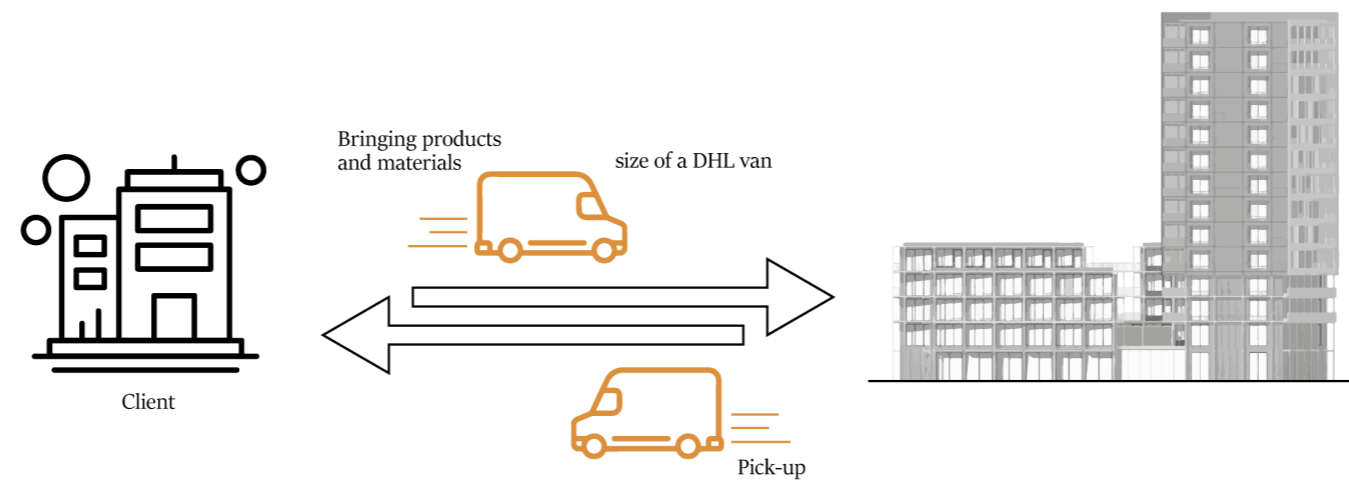 Bringing products
and materials
size of a DHL van
Client
Pick-up